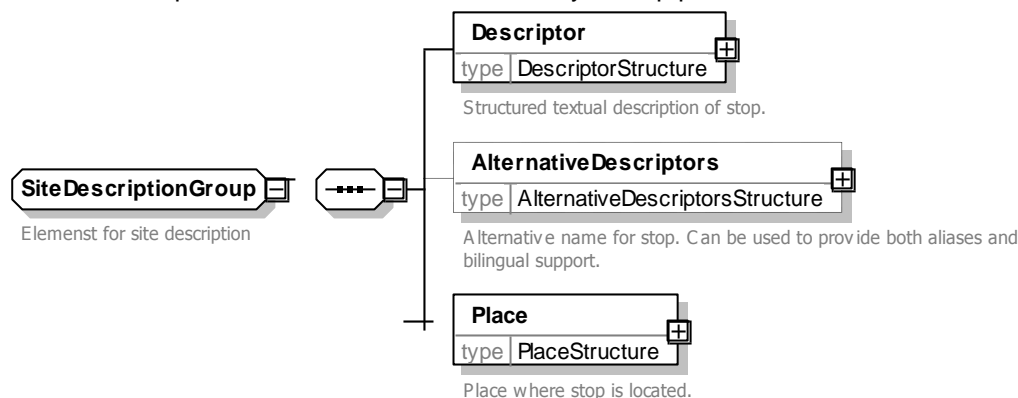 Descriptor
type DescriptorStructure
Structured textual description of stop.
AlternativeDescriptors
type AlternativeDescriptorsStructure
SiteDescriptionGroup
Elemenst for site description
Alternative name for stop. Can be used to provide both aliases and
bilingual support.
Place
type PlaceStructure
Place where stop is located.